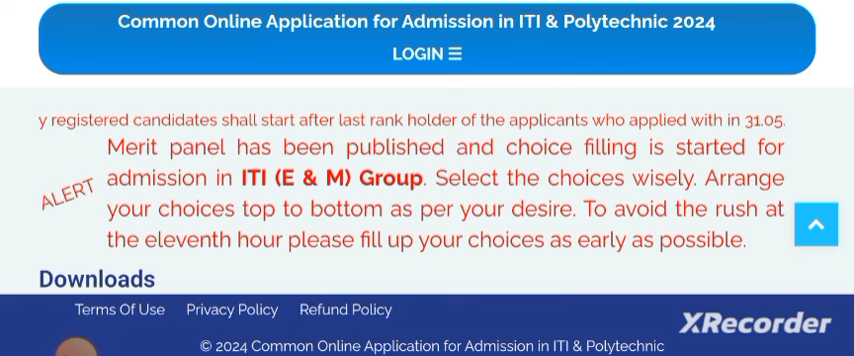 Common Online Application for Admission in ITI & Polytechnic 2024
LOGIN ☰
y registered candidates shall start after last rank holder of the applicants who applied with in 31.05.
ALERT
Merit panel has been published and choice filling is started for
admission in ITI (E & M) Group. Select the choices wisely. Arrange
your choices top to bottom as per your desire. To avoid the rush at
the eleventh hour please fill up your choices as early as possible.
Downloads
Terms Of Use Privacy Policy Refund Policy
XRecorder
© 2024 Common Online Application for Admission in ITI & Polytechnic